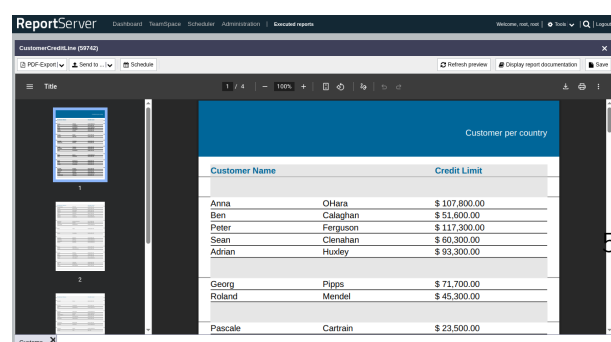 ReportServer Dashboard TeamSpace Scheduler Administration | Executed reports Welcome, root, root | Tools | Logout
CustomerCreditLine (59742) ×
PDF-Export Send to ... Schedule Refresh preview Display report documentation Save
Title 1 / 4 | − 100% +
Customer per country
Customer Name Credit Limit
Anna OHara $ 107,800.00
Ben Calaghan $ 51,600.00
Peter Ferguson $ 117,300.00
Sean Clenahan $ 60,300.00
Adrian Huxley $ 93,300.00
Georg Pipps $ 71,700.00
Roland Mendel $ 45,300.00
Pascale Cartrain $ 23,500.00
1
2
5